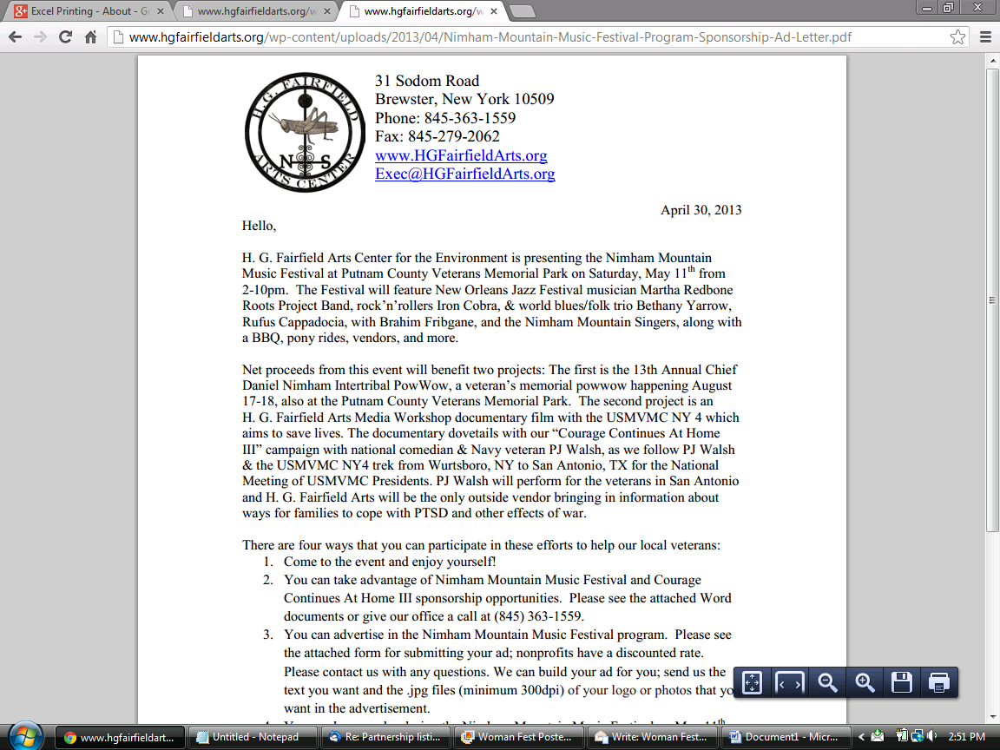 Excel Printing - About - G
www.hgfairfieldarts.org/w
www.hgfairfieldarts.org/w
www.hgfairfieldarts.org/wp-content/uploads/2013/04/Nimham-Mountain-Music-Festival-Program-Sponsorship-Ad-Letter.pdf
H.G. FAIRFIELD
N S
ARTS CENTER
31 Sodom Road
Brewster, New York 10509
Phone: 845-363-1559
Fax: 845-279-2062
www.HGFairfieldArts.org
Exec@HGFairfieldArts.org
April 30, 2013
Hello,
H. G. Fairfield Arts Center for the Environment is presenting the Nimham Mountain
Music Festival at Putnam County Veterans Memorial Park on Saturday, May 11th from
2-10pm. The Festival will feature New Orleans Jazz Festival musician Martha Redbone
Roots Project Band, rock’n’rollers Iron Cobra, & world blues/folk trio Bethany Yarrow,
Rufus Cappadocia, with Brahim Fribgane, and the Nimham Mountain Singers, along with
a BBQ, pony rides, vendors, and more.
Net proceeds from this event will benefit two projects: The first is the 13th Annual Chief
Daniel Nimham Intertribal PowWow, a veteran’s memorial powwow happening August
17-18, also at the Putnam County Veterans Memorial Park. The second project is an
H. G. Fairfield Arts Media Workshop documentary film with the USMVMC NY 4 which
aims to save lives. The documentary dovetails with our “Courage Continues At Home
III” campaign with national comedian & Navy veteran PJ Walsh, as we follow PJ Walsh
& the USMVMC NY4 trek from Wurtsboro, NY to San Antonio, TX for the National
Meeting of USMVMC Presidents. PJ Walsh will perform for the veterans in San Antonio
and H. G. Fairfield Arts will be the only outside vendor bringing in information about
ways for families to cope with PTSD and other effects of war.
There are four ways that you can participate in these efforts to help our local veterans:
1. Come to the event and enjoy yourself!
2. You can take advantage of Nimham Mountain Music Festival and Courage
Continues At Home III sponsorship opportunities. Please see the attached Word
documents or give our office a call at (845) 363-1559.
3. You can advertise in the Nimham Mountain Music Festival program. Please see
the attached form for submitting your ad; nonprofits have a discounted rate.
Please contact us with any questions. We can build your ad for you; send us the
text you want and the .jpg files (minimum 300dpi) of your logo or photos that you
want in the advertisement.
www.hgfairfieldart...
Untitled - Notepad
Re: Partnership listi...
Woman Fest Poste...
Write: Woman Fest...
Document1 - Micr...
2:51 PM